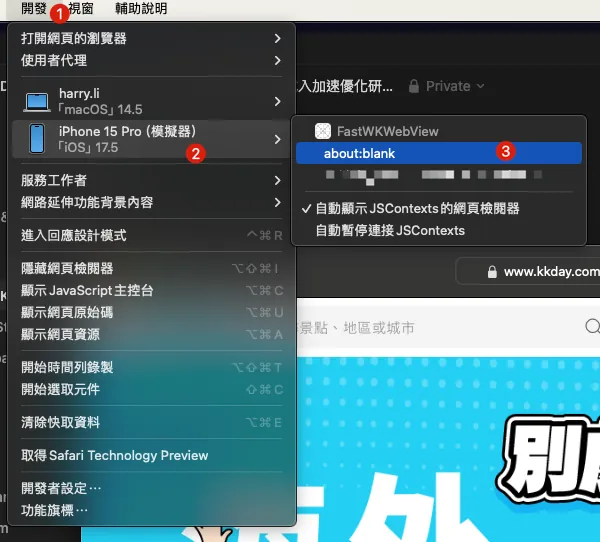 開發 1 視窗 輔助說明
打開網頁的瀏覽器
使用者代理
harry.li
「macOS」14.5
iPhone 15 Pro (模擬器)
「iOS」17.5
2
服務工作者
網路延伸功能背景內容
進入回應設計模式 ^⌘R
隱藏網頁檢閱器 ⌥⇧⌘I
顯示 JavaScript 主控台 ⌥⌘C
顯示網頁原始碼 ⌥⌘U
顯示網頁資源 ⌥⌘A
開始時間列錄製 ⌥⇧⌘T
開始選取元件 ⇧⌘C
清除快取資料 ⌥⌘E
取得 Safari Technology Preview
開發者設定⋯
功能旗標⋯
入加速優化研... Private
FastWKWebView
about:blank 3
✓ 自動顯示 JSContexts 的網頁檢閱器
自動暫停連接 JSContexts
www.kkday.com
景點、地區或城市
海外